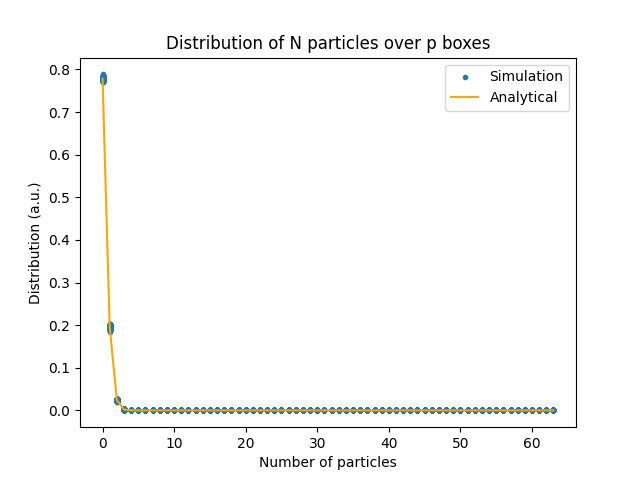 Distribution of N particles over p boxes
Simulation
Analytical
Distribution (a.u.)
0.8
0.7
0.6
0.5
0.4
0.3
0.2
0.1
0.0
0 10 20 30 40 50 60
Number of particles